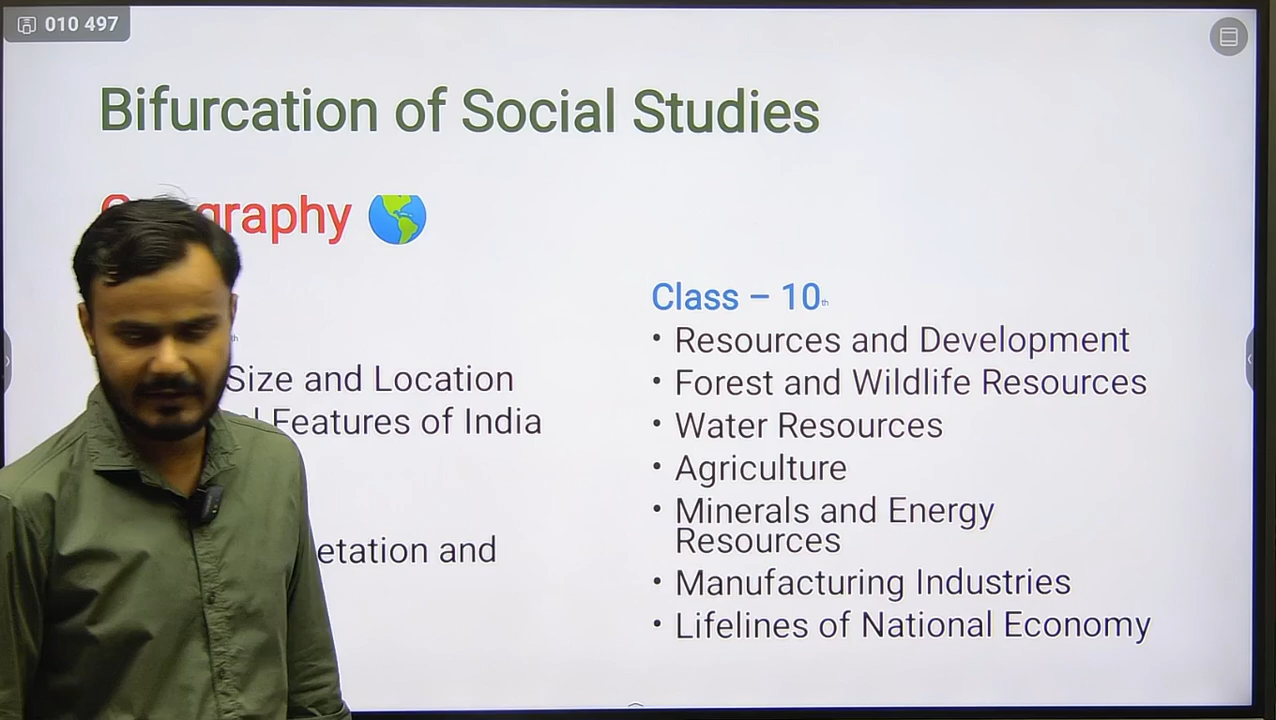 010 497
Bifurcation of Social Studies
Class – 10th
Size and Location
Features of India
etation and
• Resources and Development
• Forest and Wildlife Resources
• Water Resources
• Agriculture
• Minerals and Energy
Resources
• Manufacturing Industries
• Lifelines of National Economy